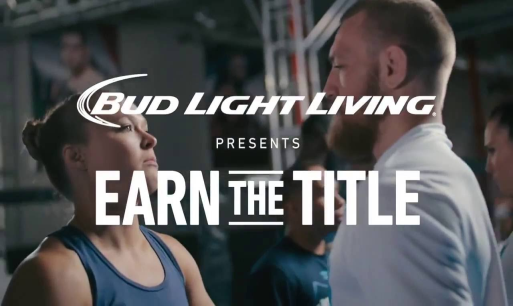 BUD LIGHT LIVING
PRESENTS
EARN THE TITLE